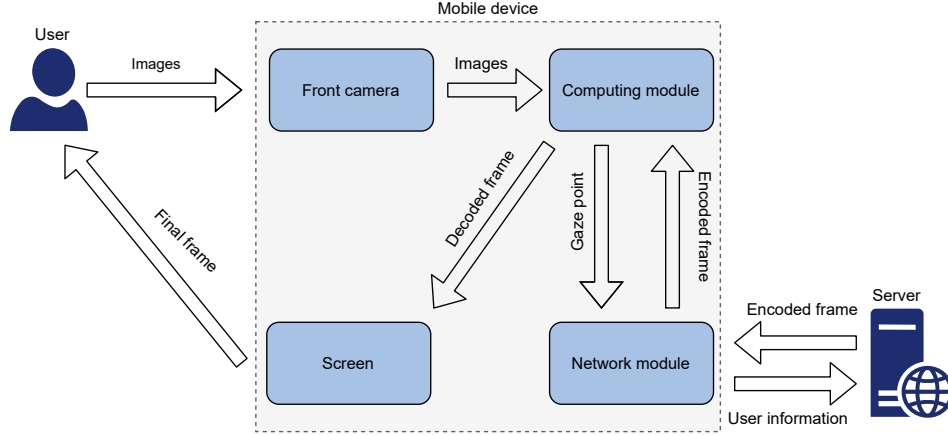 Mobile device
User
Images
Images
Front camera
Computing module
Decoded frame
Gaze point
Encoded frame
Final frame
Server
Encoded frame
Screen
Network module
User information